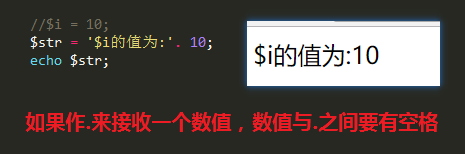 //$i = 10;
$str = '$i的值为:'. 10;
echo $str;
$i的值为:10
如果作.来接收一个数值，数值与.之间要有空格